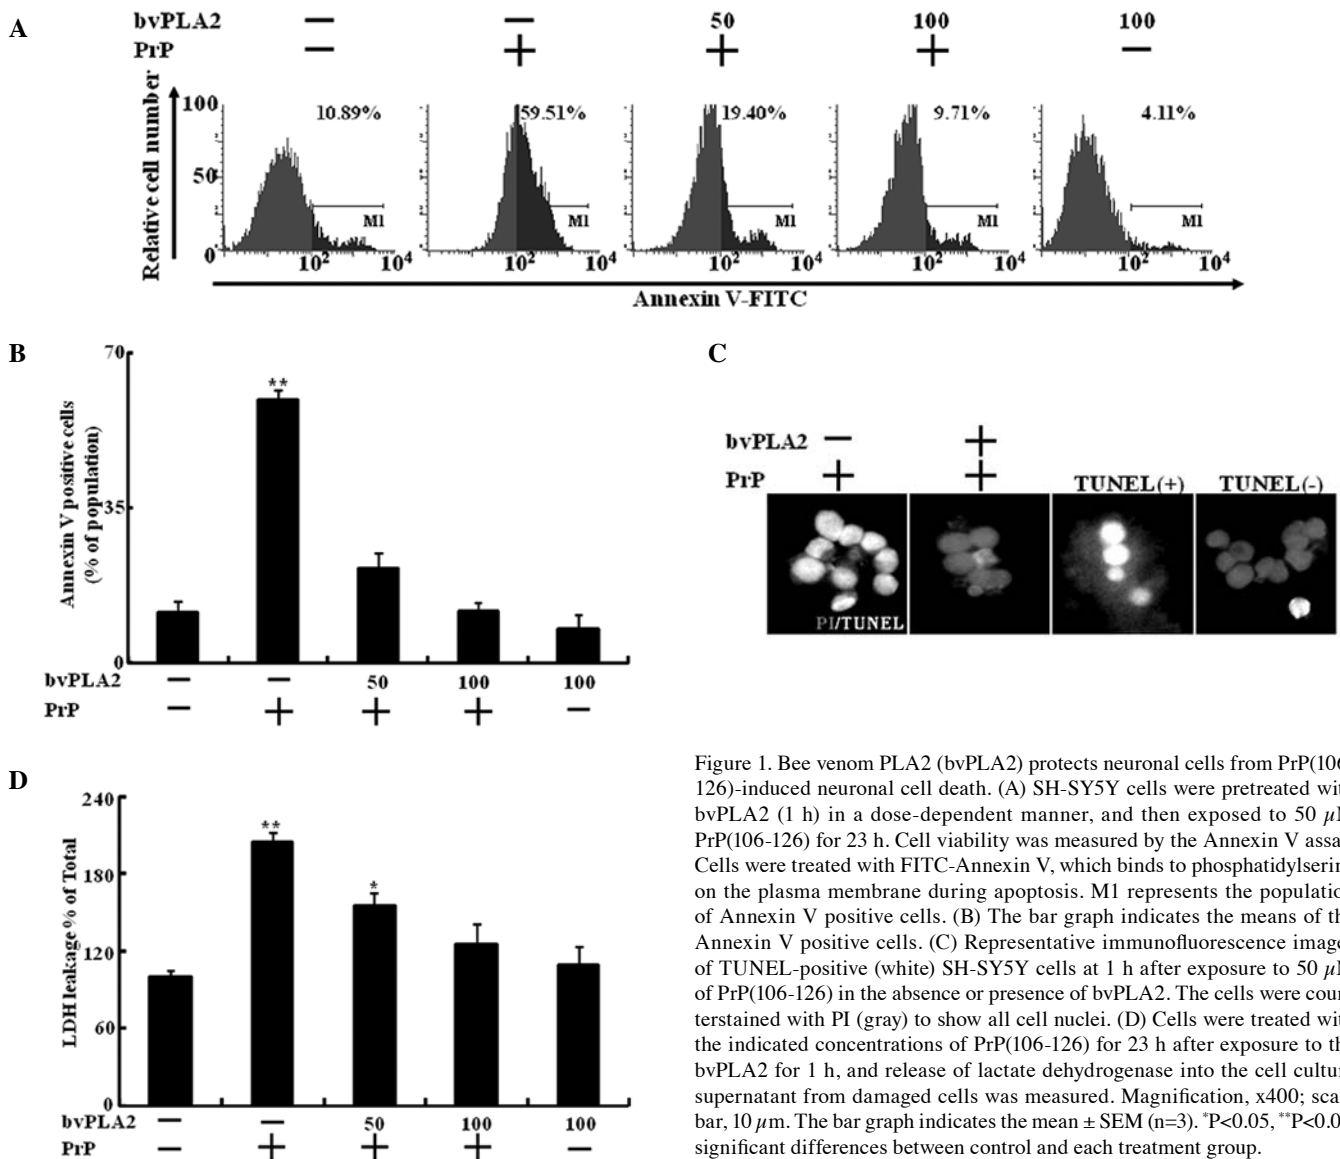 A
bvPLA2 — — 50 100 100
PrP — + + + —
Relative cell number
100
50
0
10.89%
59.51%
19.40%
9.71%
4.11%
M1 M1 M1 M1 M1
10² 10⁴ 10² 10⁴ 10² 10⁴ 10² 10⁴ 10² 10⁴
Annexin V-FITC
B
Annexin V positive cells
(% of population)
70
35
0
**
bvPLA2 — — 50 100 100
PrP — + + + —
C
bvPLA2 — +
PrP + + TUNEL(+) TUNEL(-)
PI/TUNEL
D
LDH leakage % of Total
240
180
120
60
0
**
*
bvPLA2 — — 50 100 100
PrP — + + + —
Figure 1. Bee venom PLA2 (bvPLA2) protects neuronal cells from PrP(106
126)-induced neuronal cell death. (A) SH-SY5Y cells were pretreated wit
bvPLA2 (1 h) in a dose-dependent manner, and then exposed to 50 µM
PrP(106-126) for 23 h. Cell viability was measured by the Annexin V assa
Cells were treated with FITC-Annexin V, which binds to phosphatidylserin
on the plasma membrane during apoptosis. M1 represents the populatio
of Annexin V positive cells. (B) The bar graph indicates the means of th
Annexin V positive cells. (C) Representative immunofluorescence image
of TUNEL-positive (white) SH-SY5Y cells at 1 h after exposure to 50 µM
of PrP(106-126) in the absence or presence of bvPLA2. The cells were coun
terstained with PI (gray) to show all cell nuclei. (D) Cells were treated wit
the indicated concentrations of PrP(106-126) for 23 h after exposure to th
bvPLA2 for 1 h, and release of lactate dehydrogenase into the cell cultur
supernatant from damaged cells was measured. Magnification, x400; sca
bar, 10 µm. The bar graph indicates the mean ± SEM (n=3). *P<0.05, **P<0.0
significant differences between control and each treatment group.